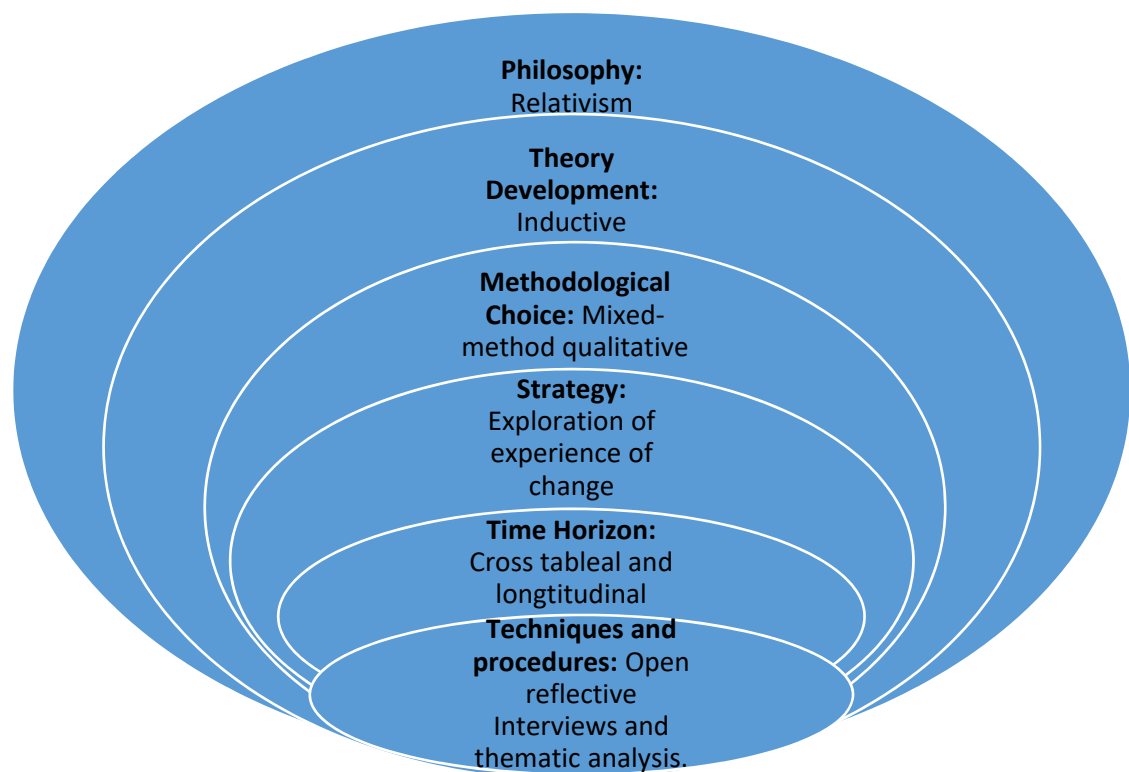 Philosophy:
Relativism
Theory
Development:
Inductive
Methodological
Choice: Mixed-
method qualitative
Strategy:
Exploration of
experience of
change
Time Horizon:
Cross tableal and
longtitudinal
Techniques and
procedures: Open
reflective
Interviews and
thematic analysis.